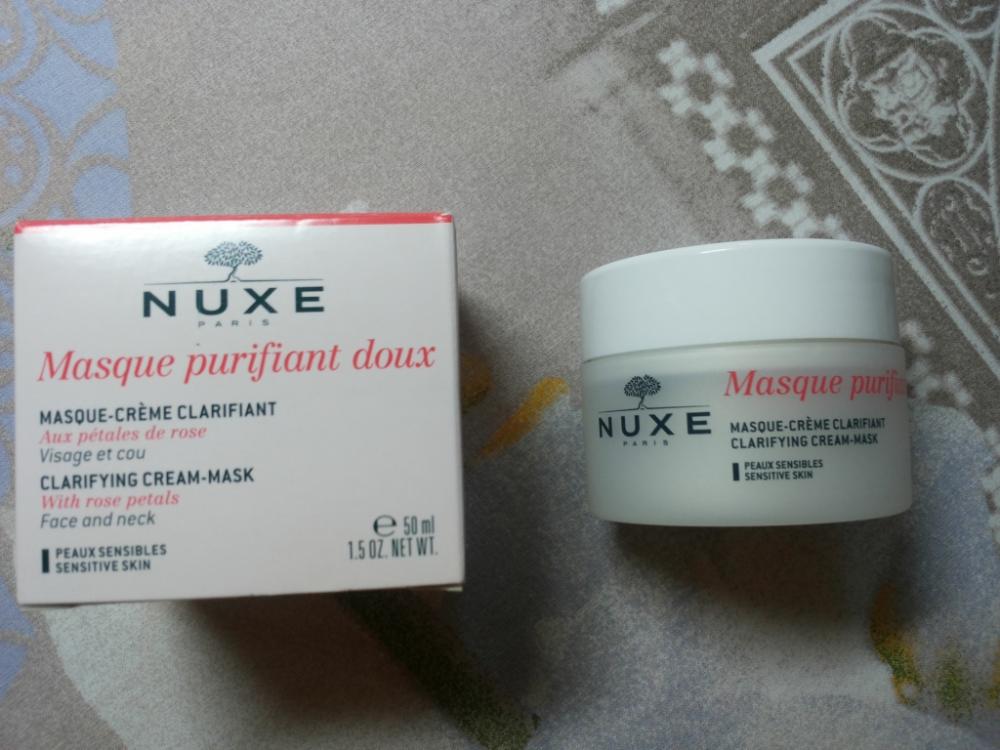 NUXE
PARIS
Masque purifiant doux
MASQUE-CRÈME CLARIFIANT
Aux pétales de rose
Visage et cou
CLARIFYING CREAM-MASK
With rose petals
Face and neck
PEAUX SENSIBLES
SENSITIVE SKIN
℮ 50 ml
1.5 OZ. NET WT.
NUXE
PARIS
Masque purifi
MASQUE-CRÈME CLARIFIANT
CLARIFYING CREAM-MASK
PEAUX SENSIBLES
SENSITIVE SKIN